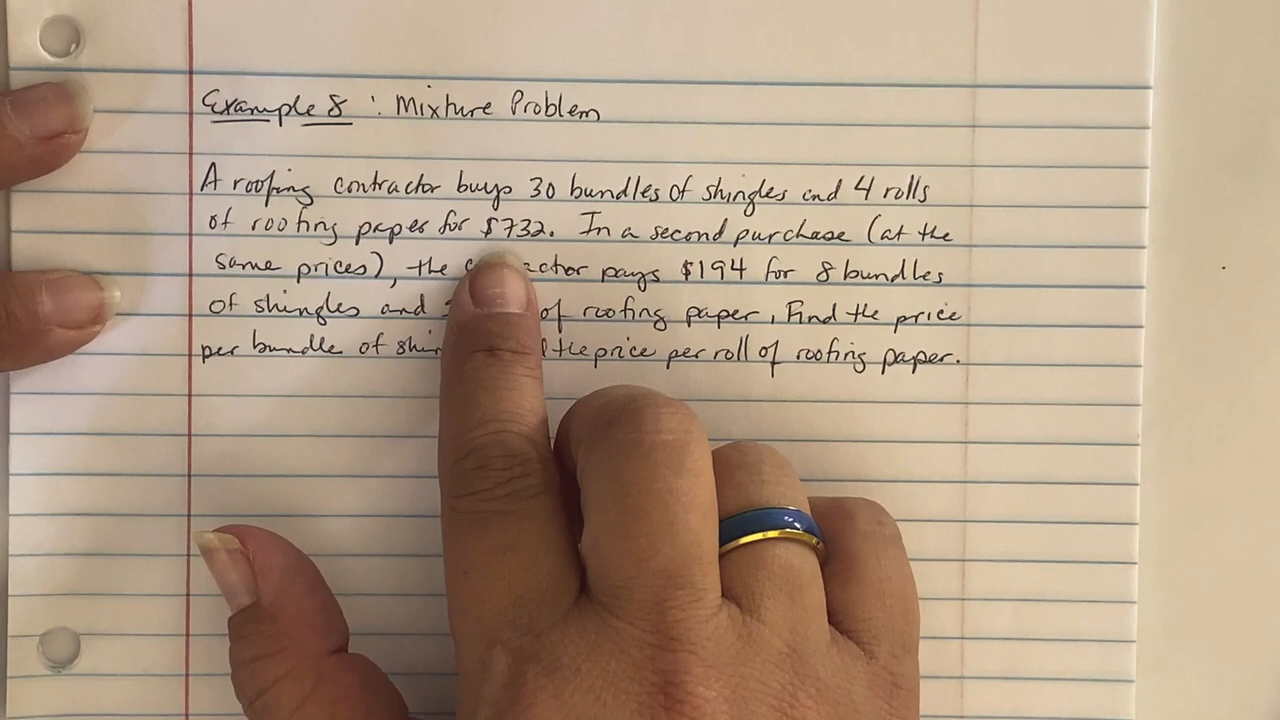 Example 8 : Mixture Problem
A roofing contractor buys 30 bundles of shingles and 4 rolls
of roofing paper for $732. In a second purchase (at the
same prices), the pays $194 for 8 bundles
of shingles and of roofing paper. Find the price
per bundle of the price per roll of roofing paper.